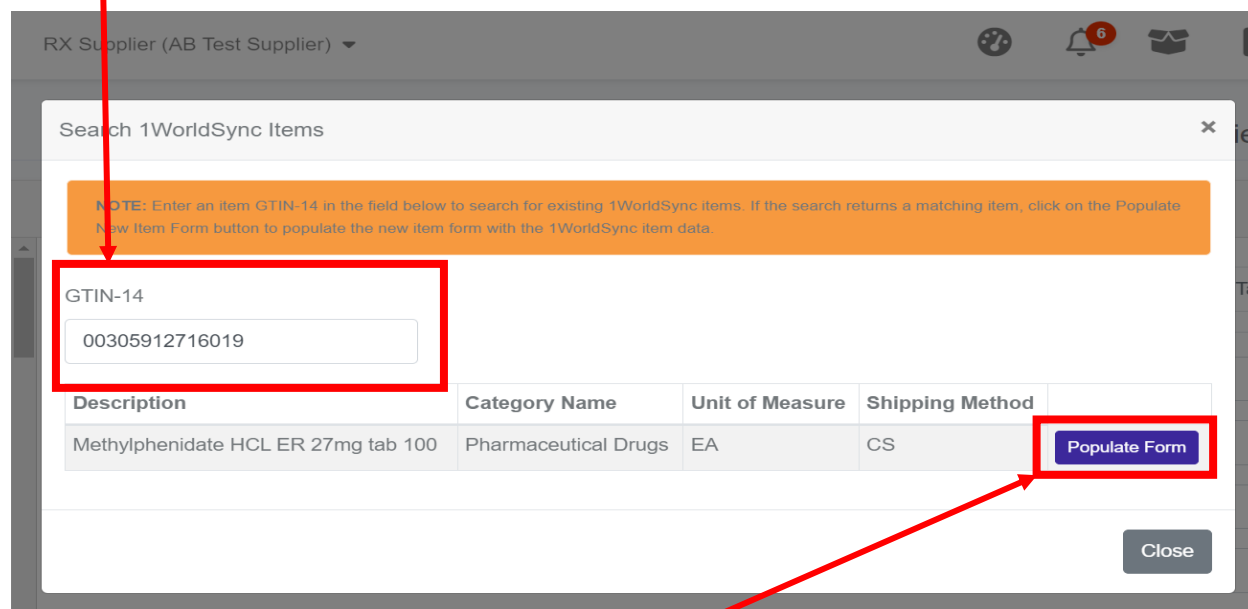 RX Supplier (AB Test Supplier)
6
Search 1WorldSync Items ×
NOTE: Enter an item GTIN-14 in the field below to search for existing 1WorldSync items. If the search returns a matching item, click on the Populate
New Item Form button to populate the new item form with the 1WorldSync item data.
GTIN-14
00305912716019
Description Category Name Unit of Measure Shipping Method
Methylphenidate HCL ER 27mg tab 100 Pharmaceutical Drugs EA CS Populate Form
Close